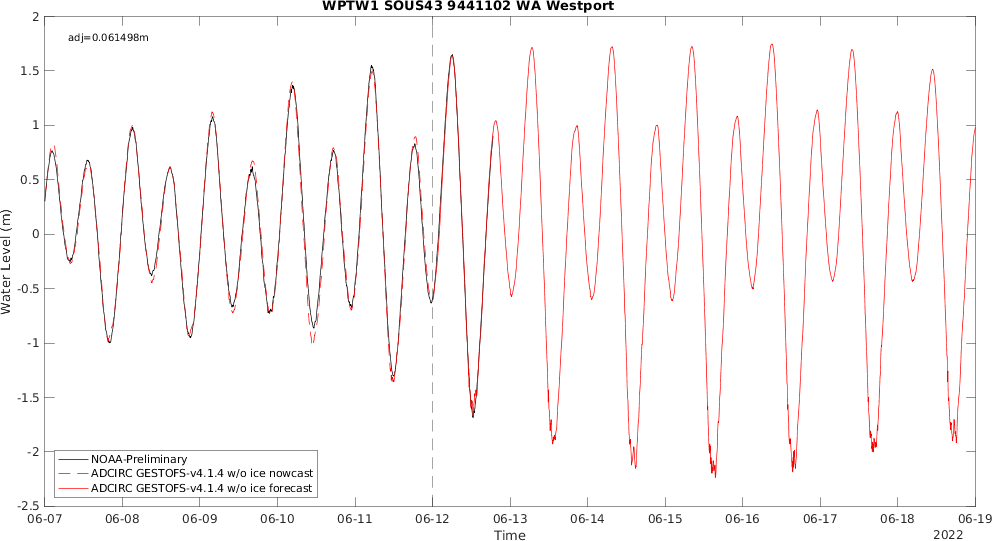 WPTW1 SOUS43 9441102 WA Westport
adj=0.061498m
Water Level (m)
2
1.5
1
0.5
0
-0.5
-1
-1.5
-2
-2.5
NOAA-Preliminary
ADCIRC GESTOFS-v4.1.4 w/o ice nowcast
ADCIRC GESTOFS-v4.1.4 w/o ice forecast
06-07 06-08 06-09 06-10 06-11 06-12 06-13 06-14 06-15 06-16 06-17 06-18 06-19
Time
2022